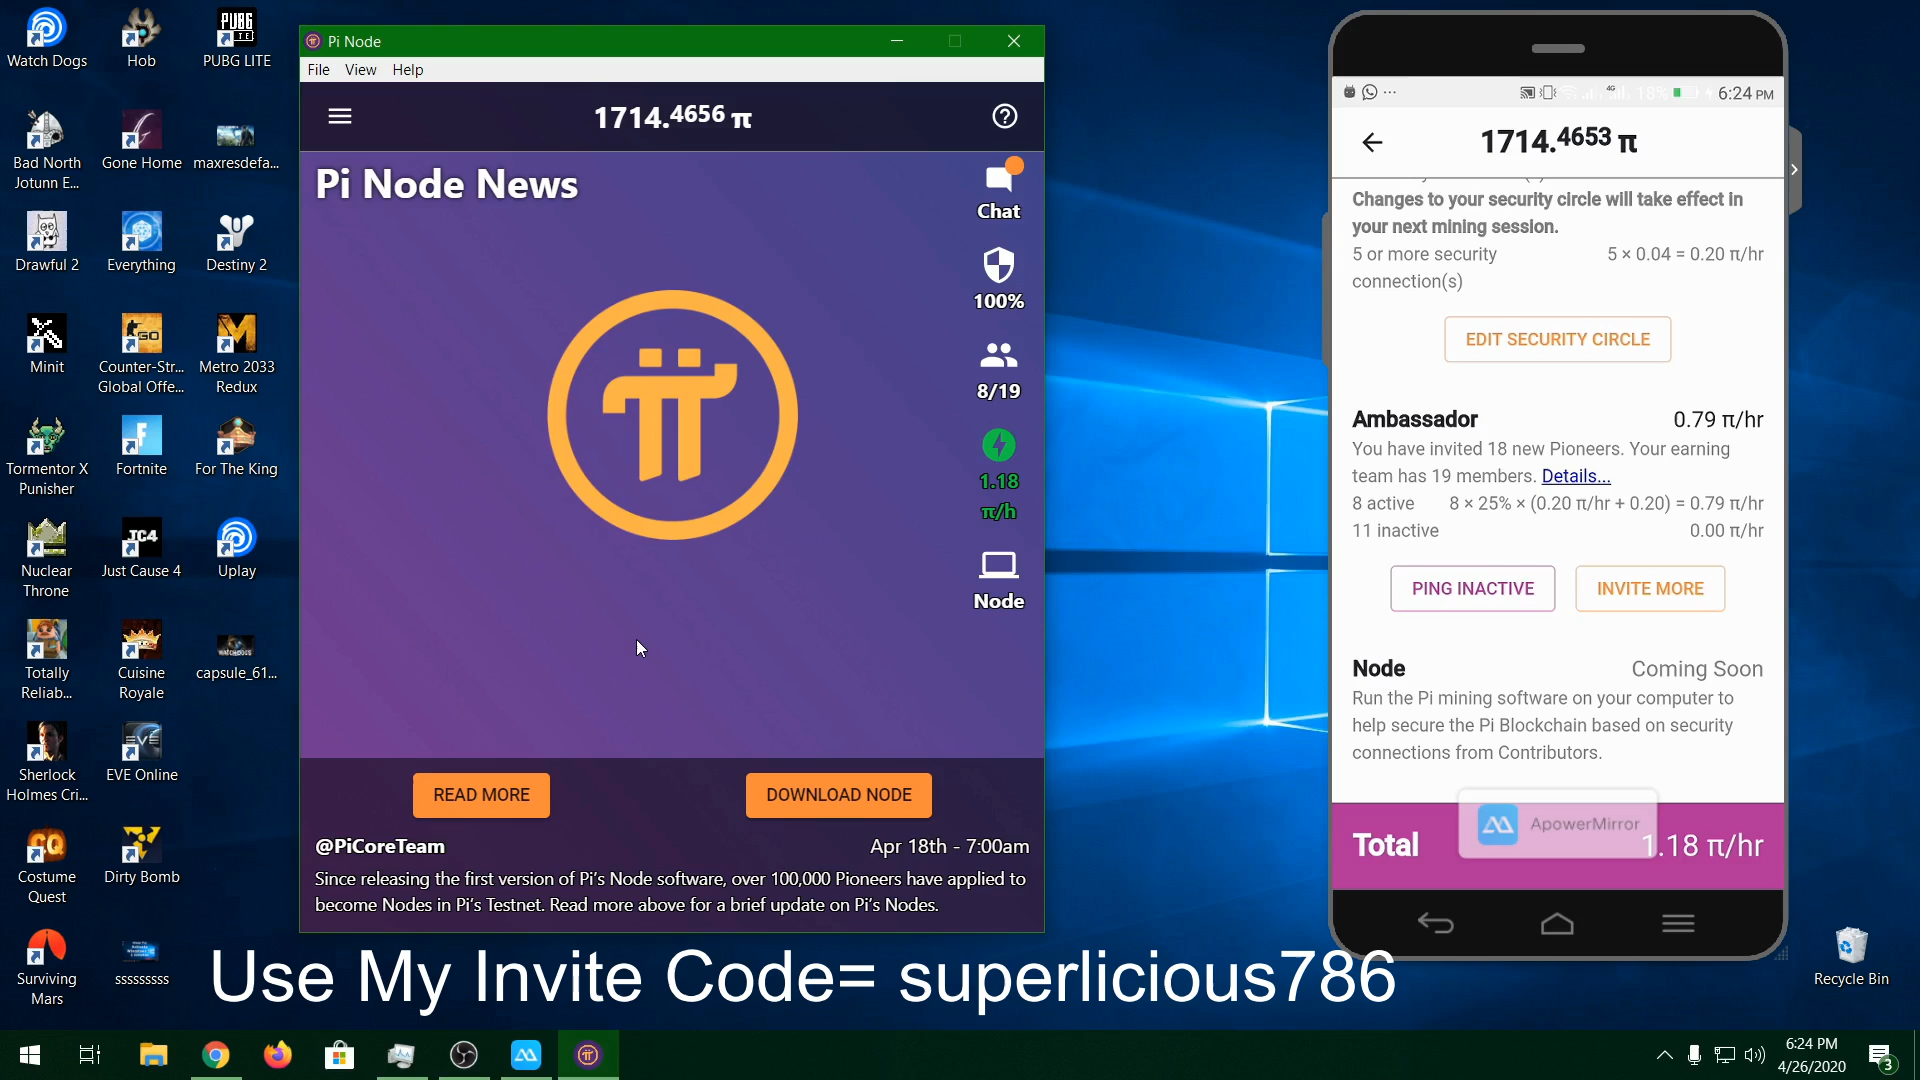 Watch Dogs
Hob
PUBG LITE
Bad North
Jotunn E...
Gone Home
maxresdefa...
Drawful 2
Everything
Destiny 2
Minit
Counter-Str...
Global Offe...
Metro 2033
Redux
Tormentor X
Punisher
Fortnite
For The King
Nuclear
Throne
Just Cause 4
Uplay
Totally
Reliab...
Cuisine
Royale
capsule_61...
Sherlock
Holmes Cri...
EVE Online
Costume
Quest
Dirty Bomb
Surviving
Mars
sssssssss
Pi Node
File View Help
1714.4656 π
Pi Node News
Chat
100%
8/19
1.18
π/h
Node
READ MORE
DOWNLOAD NODE
@PiCoreTeam
Apr 18th - 7:00am
Since releasing the first version of Pi's Node software, over 100,000 Pioneers have applied to
become Nodes in Pi's Testnet. Read more above for a brief update on Pi's Nodes.
18% 6:24 PM
1714.4653 π
Changes to your security circle will take effect in
your next mining session.
5 or more security
connection(s)
5 × 0.04 = 0.20 π/hr
EDIT SECURITY CIRCLE
Ambassador 0.79 π/hr
You have invited 18 new Pioneers. Your earning
team has 19 members. Details...
8 active 8 × 25% × (0.20 π/hr + 0.20) = 0.79 π/hr
11 inactive 0.00 π/hr
PING INACTIVE
INVITE MORE
Node Coming Soon
Run the Pi mining software on your computer to
help secure the Pi Blockchain based on security
connections from Contributors.
ApowerMirror
Total 1.18 π/hr
Recycle Bin
Use My Invite Code= superlicious786
6:24 PM
4/26/2020
3